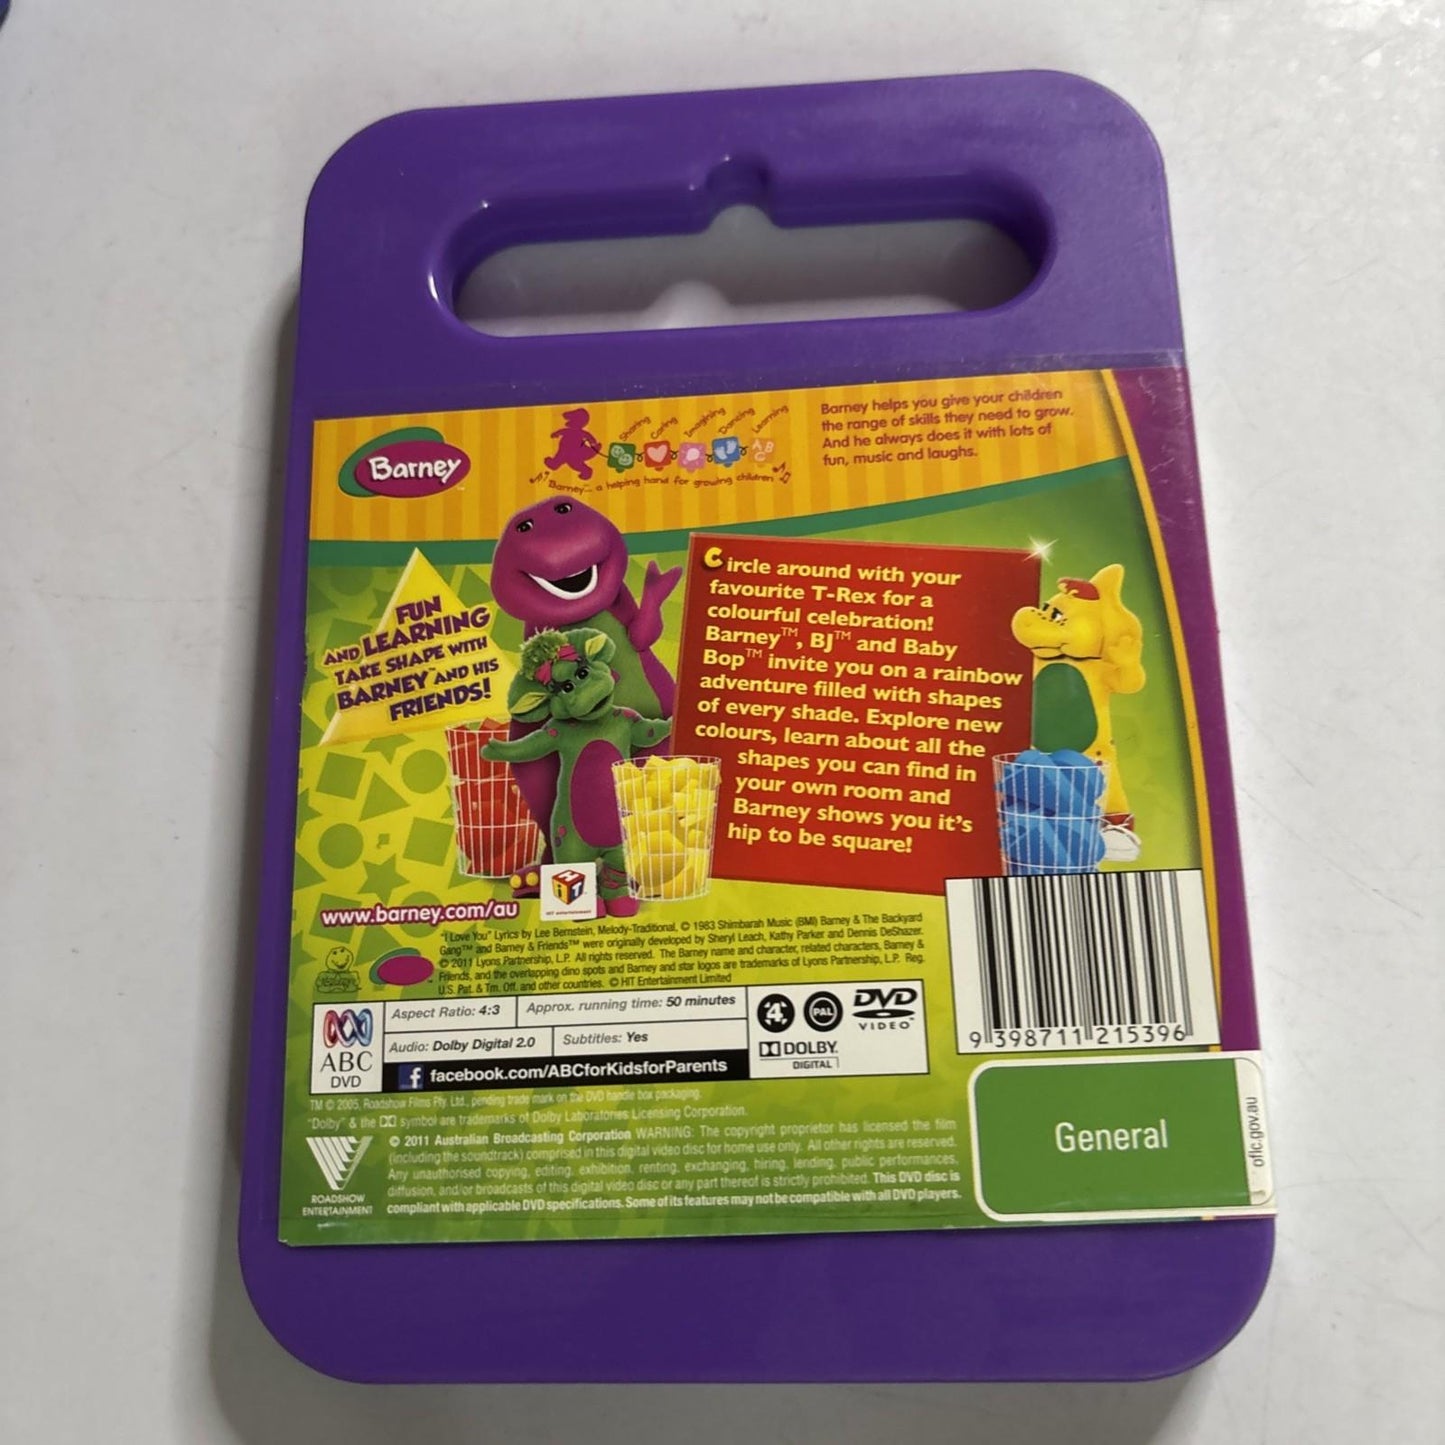 Barney
Sharing
Caring
Imagining
Dancing
Learning
A B C
Barney... a helping hand for growing children
Barney helps you give your children
the range of skills they need to grow.
And he always does it with lots of
fun, music and laughs.
FUN
AND LEARNING
TAKE SHAPE WITH
BARNEY™ AND HIS
FRIENDS!
Circle around with your
favourite T-Rex for a
colourful celebration!
Barney™, BJ™ and Baby
Bop™ invite you on a rainbow
adventure filled with shapes
of every shade. Explore new
colours, learn about all the
shapes you can find in
your own room and
Barney shows you it's
hip to be square!
www.barney.com/au
HiT
HIT entertainment
"I Love You" Lyrics by Lee Bernstein, Melody-Traditional, © 1983 Shimbarah Music (BMI) Barney & The Backyard
Gang™ and Barney & Friends™ were originally developed by Sheryl Leach, Kathy Parker and Dennis DeShazer.
© 2011 Lyons Partnership, L.P. All rights reserved. The Barney name and character, related characters, Barney &
Friends, and the overlapping dino spots and Barney and star logos are trademarks of Lyons Partnership, L.P. Reg.
U.S. Pat. & Tm. Off. and other countries. © HIT Entertainment Limited
ABC
DVD
Aspect Ratio: 4:3
Approx. running time: 50 minutes
Audio: Dolby Digital 2.0
Subtitles: Yes
f facebook.com/ABCforKidsforParents
4
PAL
DVD
VIDEO™
DOLBY
DIGITAL
9 398711 215396
General
oflc.gov.au
TM © 2005, Roadshow Films Pty. Ltd., pending trade mark on the DVD handle box packaging.
"Dolby" & the DD symbol are trademarks of Dolby Laboratories Licensing Corporation.
ROADSHOW
ENTERTAINMENT
© 2011 Australian Broadcasting Corporation WARNING: The copyright proprietor has licensed the film
(including the soundtrack) comprised in this digital video disc for home use only. All other rights are reserved.
Any unauthorised copying, editing, exhibition, renting, exchanging, hiring, lending, public performances,
diffusion, and/or broadcasts of this digital video disc or any part thereof is strictly prohibited. This DVD disc is
compliant with applicable DVD specifications. Some of its features may not be compatible with all DVD players.